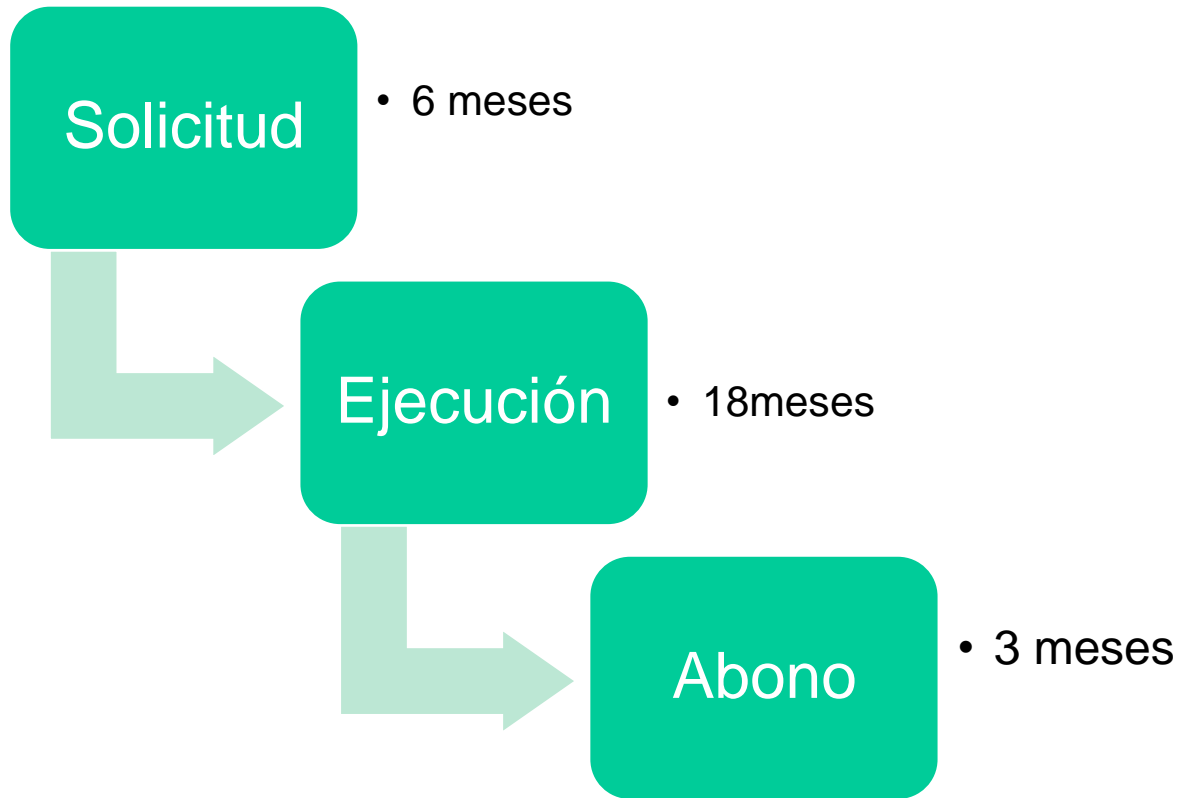 Solicitud
• 6 meses
Ejecución
• 18meses
Abono
• 3 meses